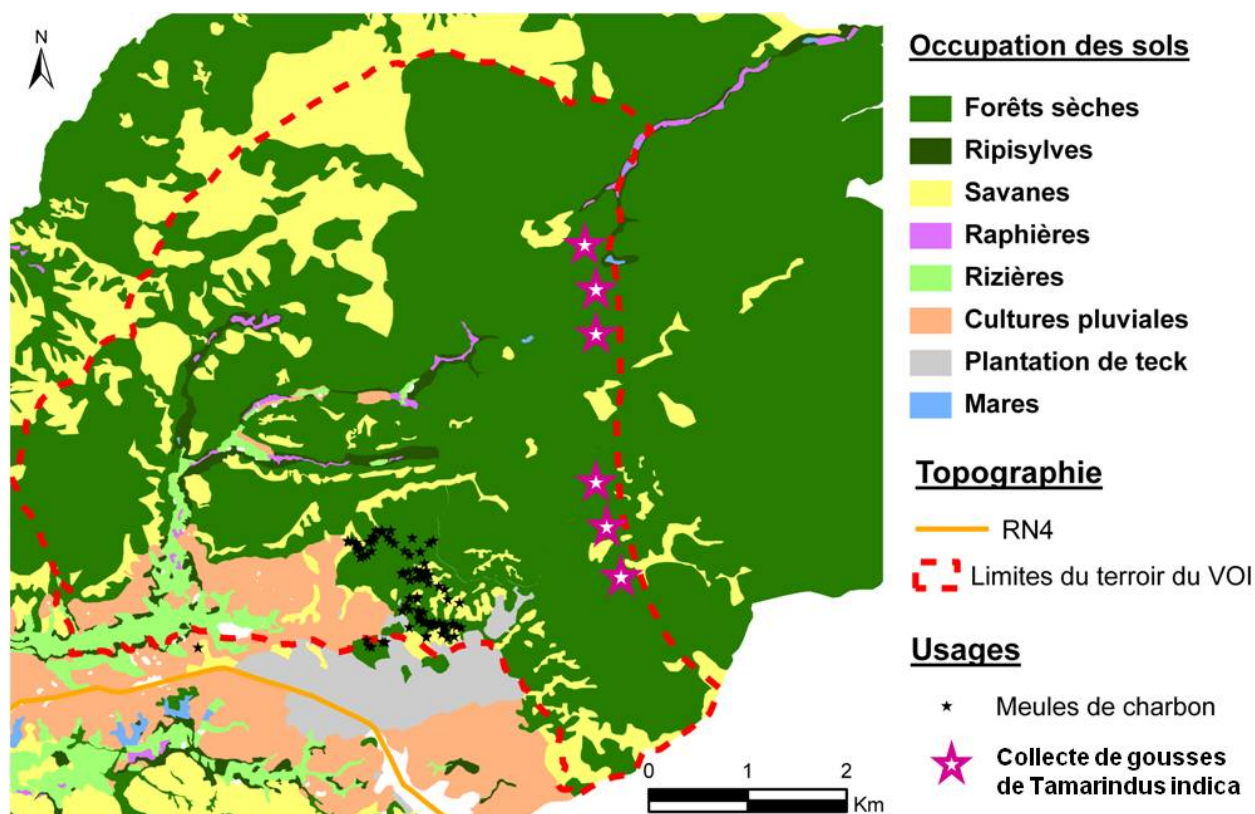 N
Occupation des sols
Forêts sèches
Ripisylves
Savanes
Raphières
Rizières
Cultures pluviales
Plantation de teck
Mares
Topographie
RN4
Limites du terroir du VOI
Usages
Meules de charbon
Collecte de gousses
de Tamarindus indica
0 1 2
Km